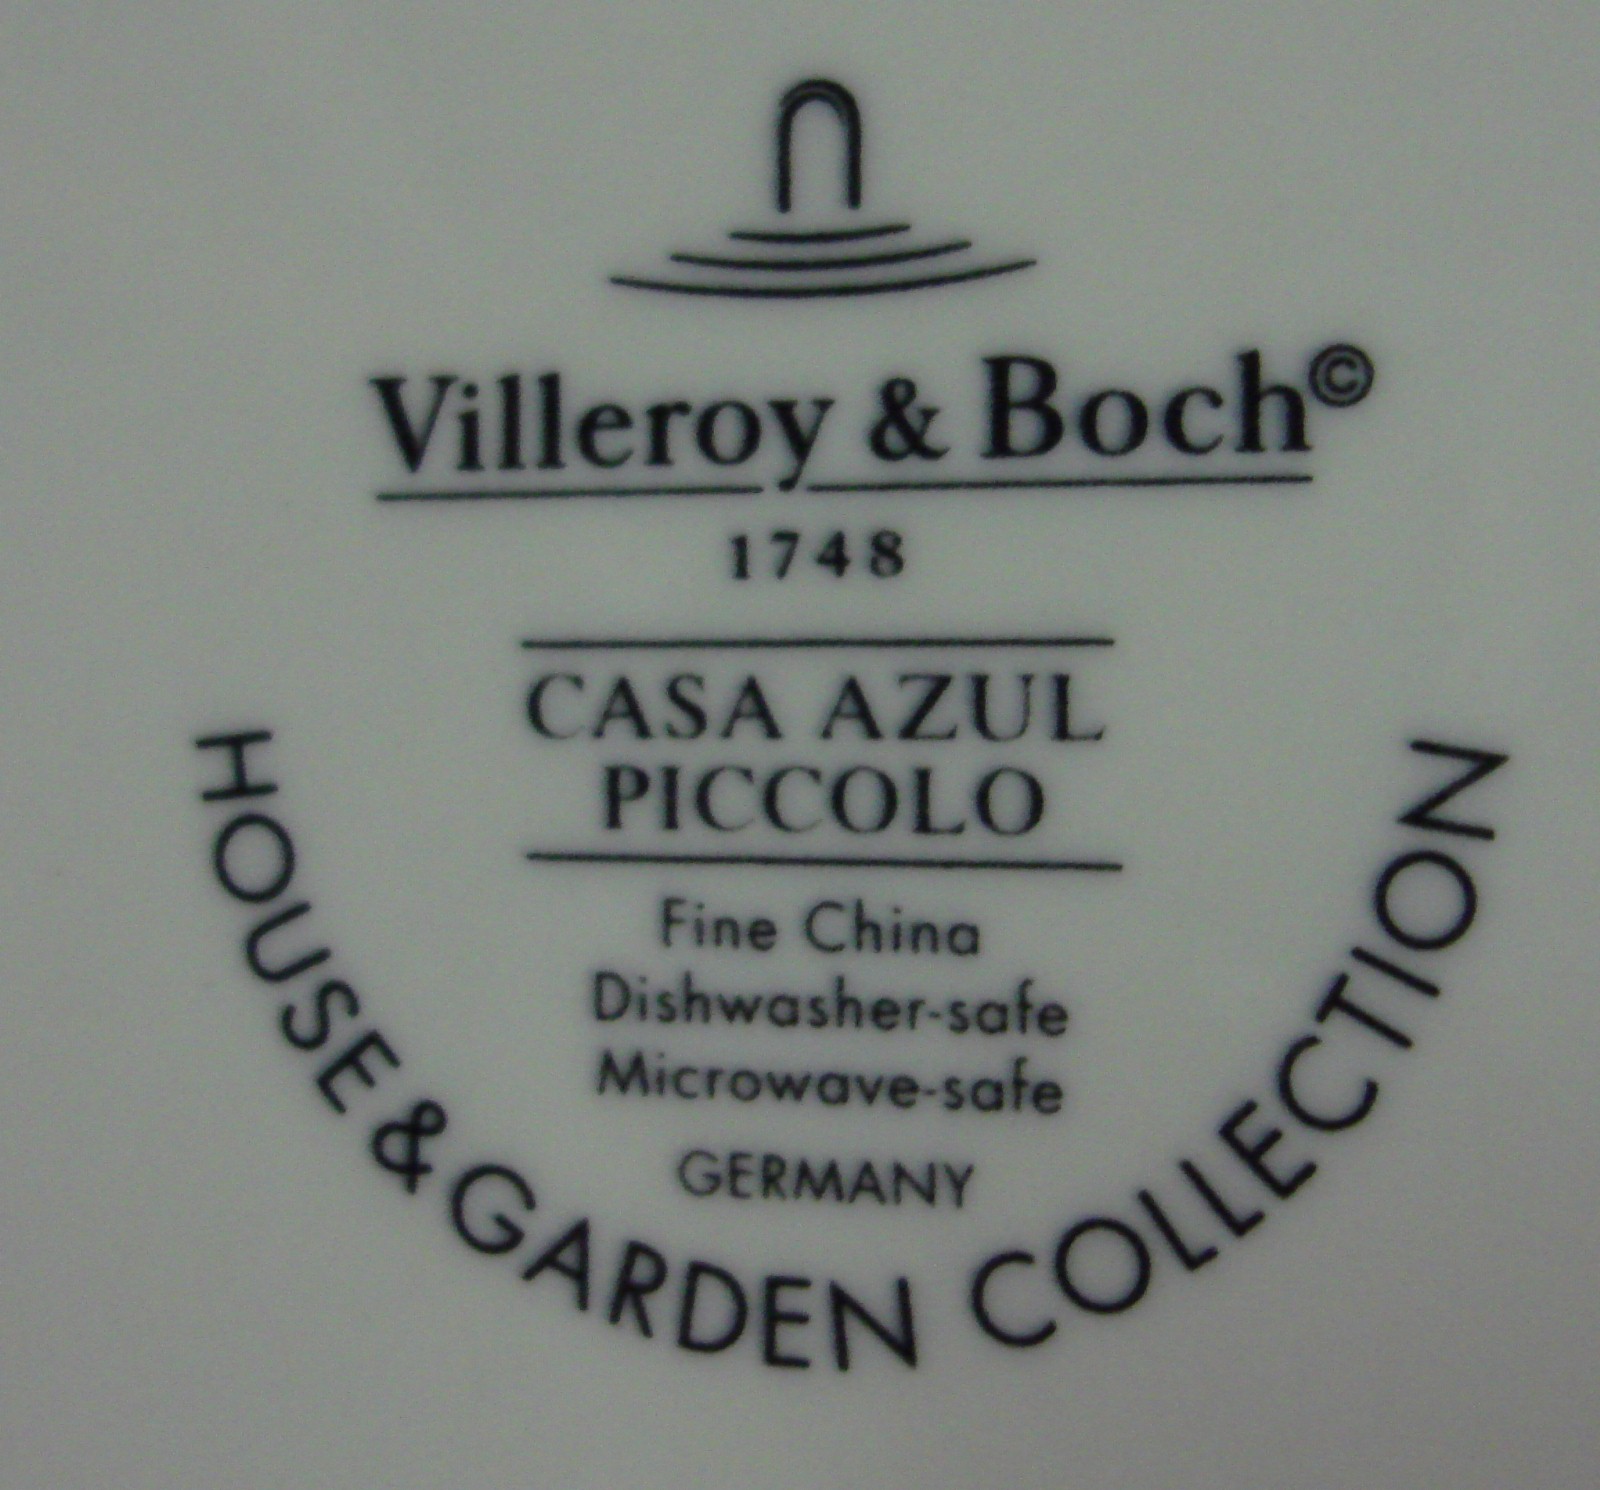 Villeroy & Boch©
1748
CASA AZUL
PICCOLO
Fine China
Dishwasher-safe
Microwave-safe
GERMANY
HOUSE & GARDEN COLLECTION